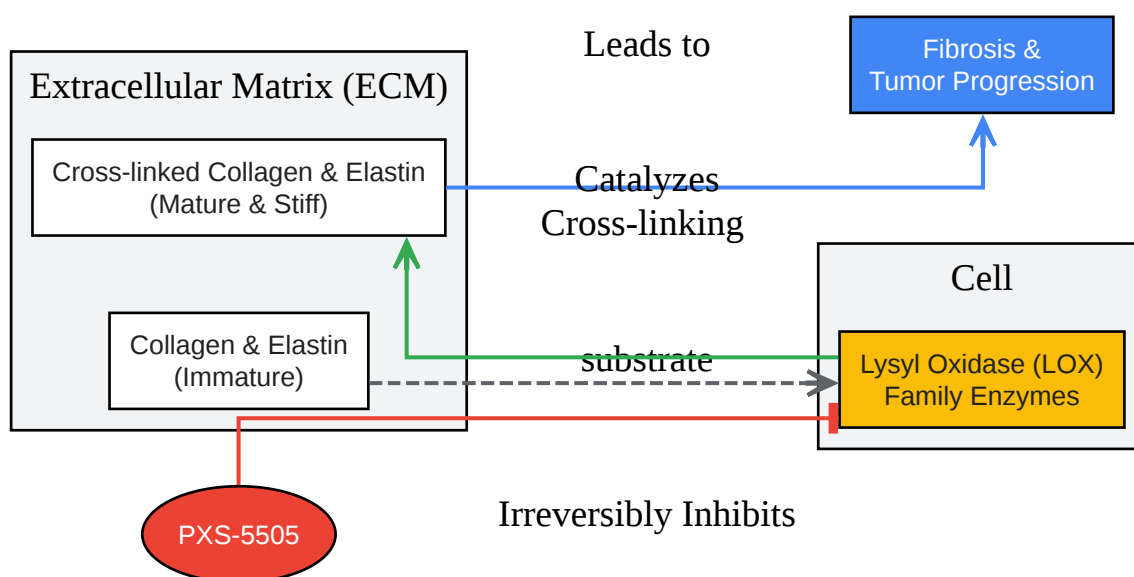 Leads to
Fibrosis &
Tumor Progression
Extracellular Matrix (ECM)
Cross-linked Collagen & Elastin
(Mature & Stiff)
Catalyzes
Cross-linking
Cell
Collagen & Elastin
(Immature)
substrate
Lysyl Oxidase (LOX)
Family Enzymes
Irreversibly Inhibits
PXS-5505